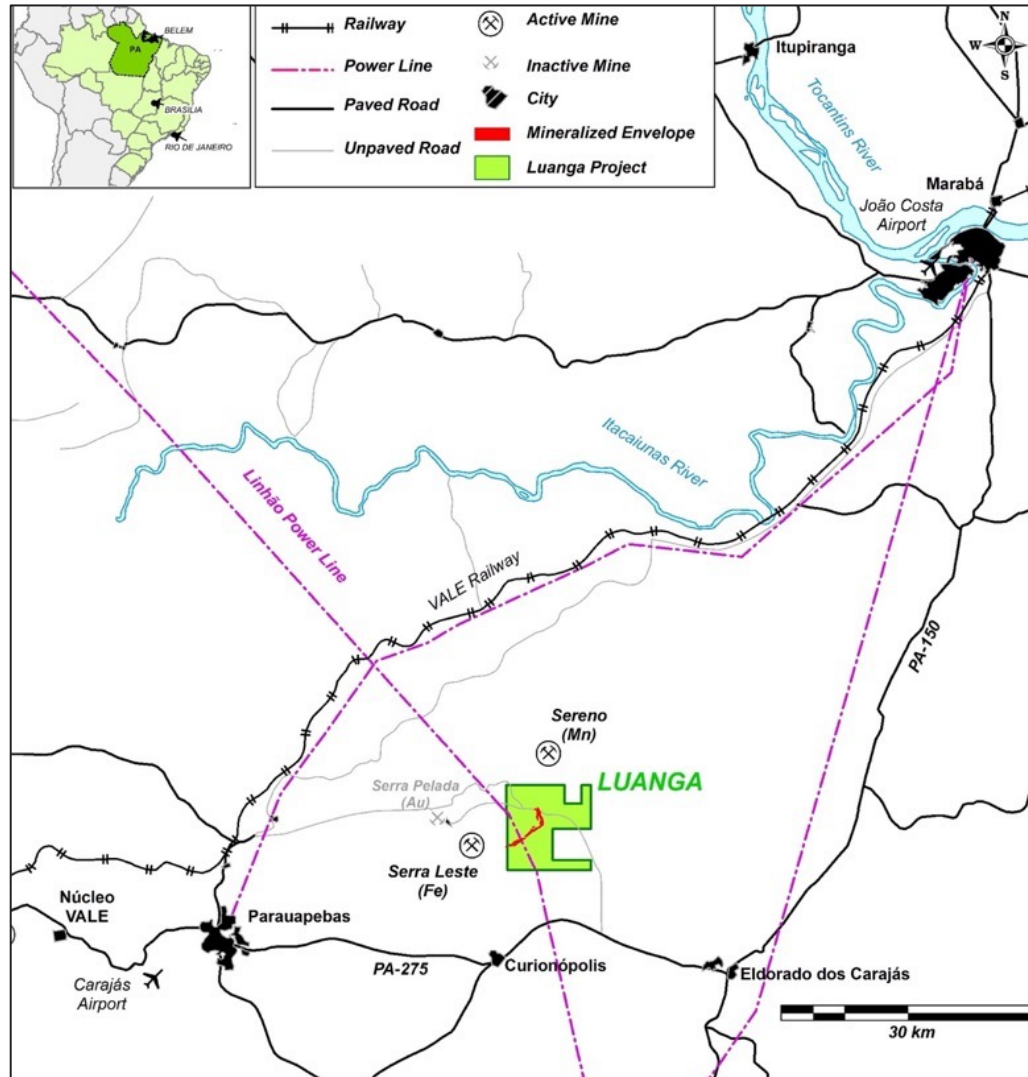 BELEM
PA
BRASILIA
RIO DE JANEIRO
Railway
Power Line
Paved Road
Unpaved Road
Active Mine
Inactive Mine
City
Mineralized Envelope
Luanga Project
N
W
S
Itupiranga
Tocantins River
Marabá
João Costa
Airport
Itacaiunas River
Linhão Power Line
VALE Railway
PA-150
Sereno
(Mn)
LUANGA
Serra Pelada
(Au)
Serra Leste
(Fe)
Núcleo
VALE
Parauapebas
Carajás
Airport
PA-275
Curionópolis
Eldorado dos Carajás
30 km